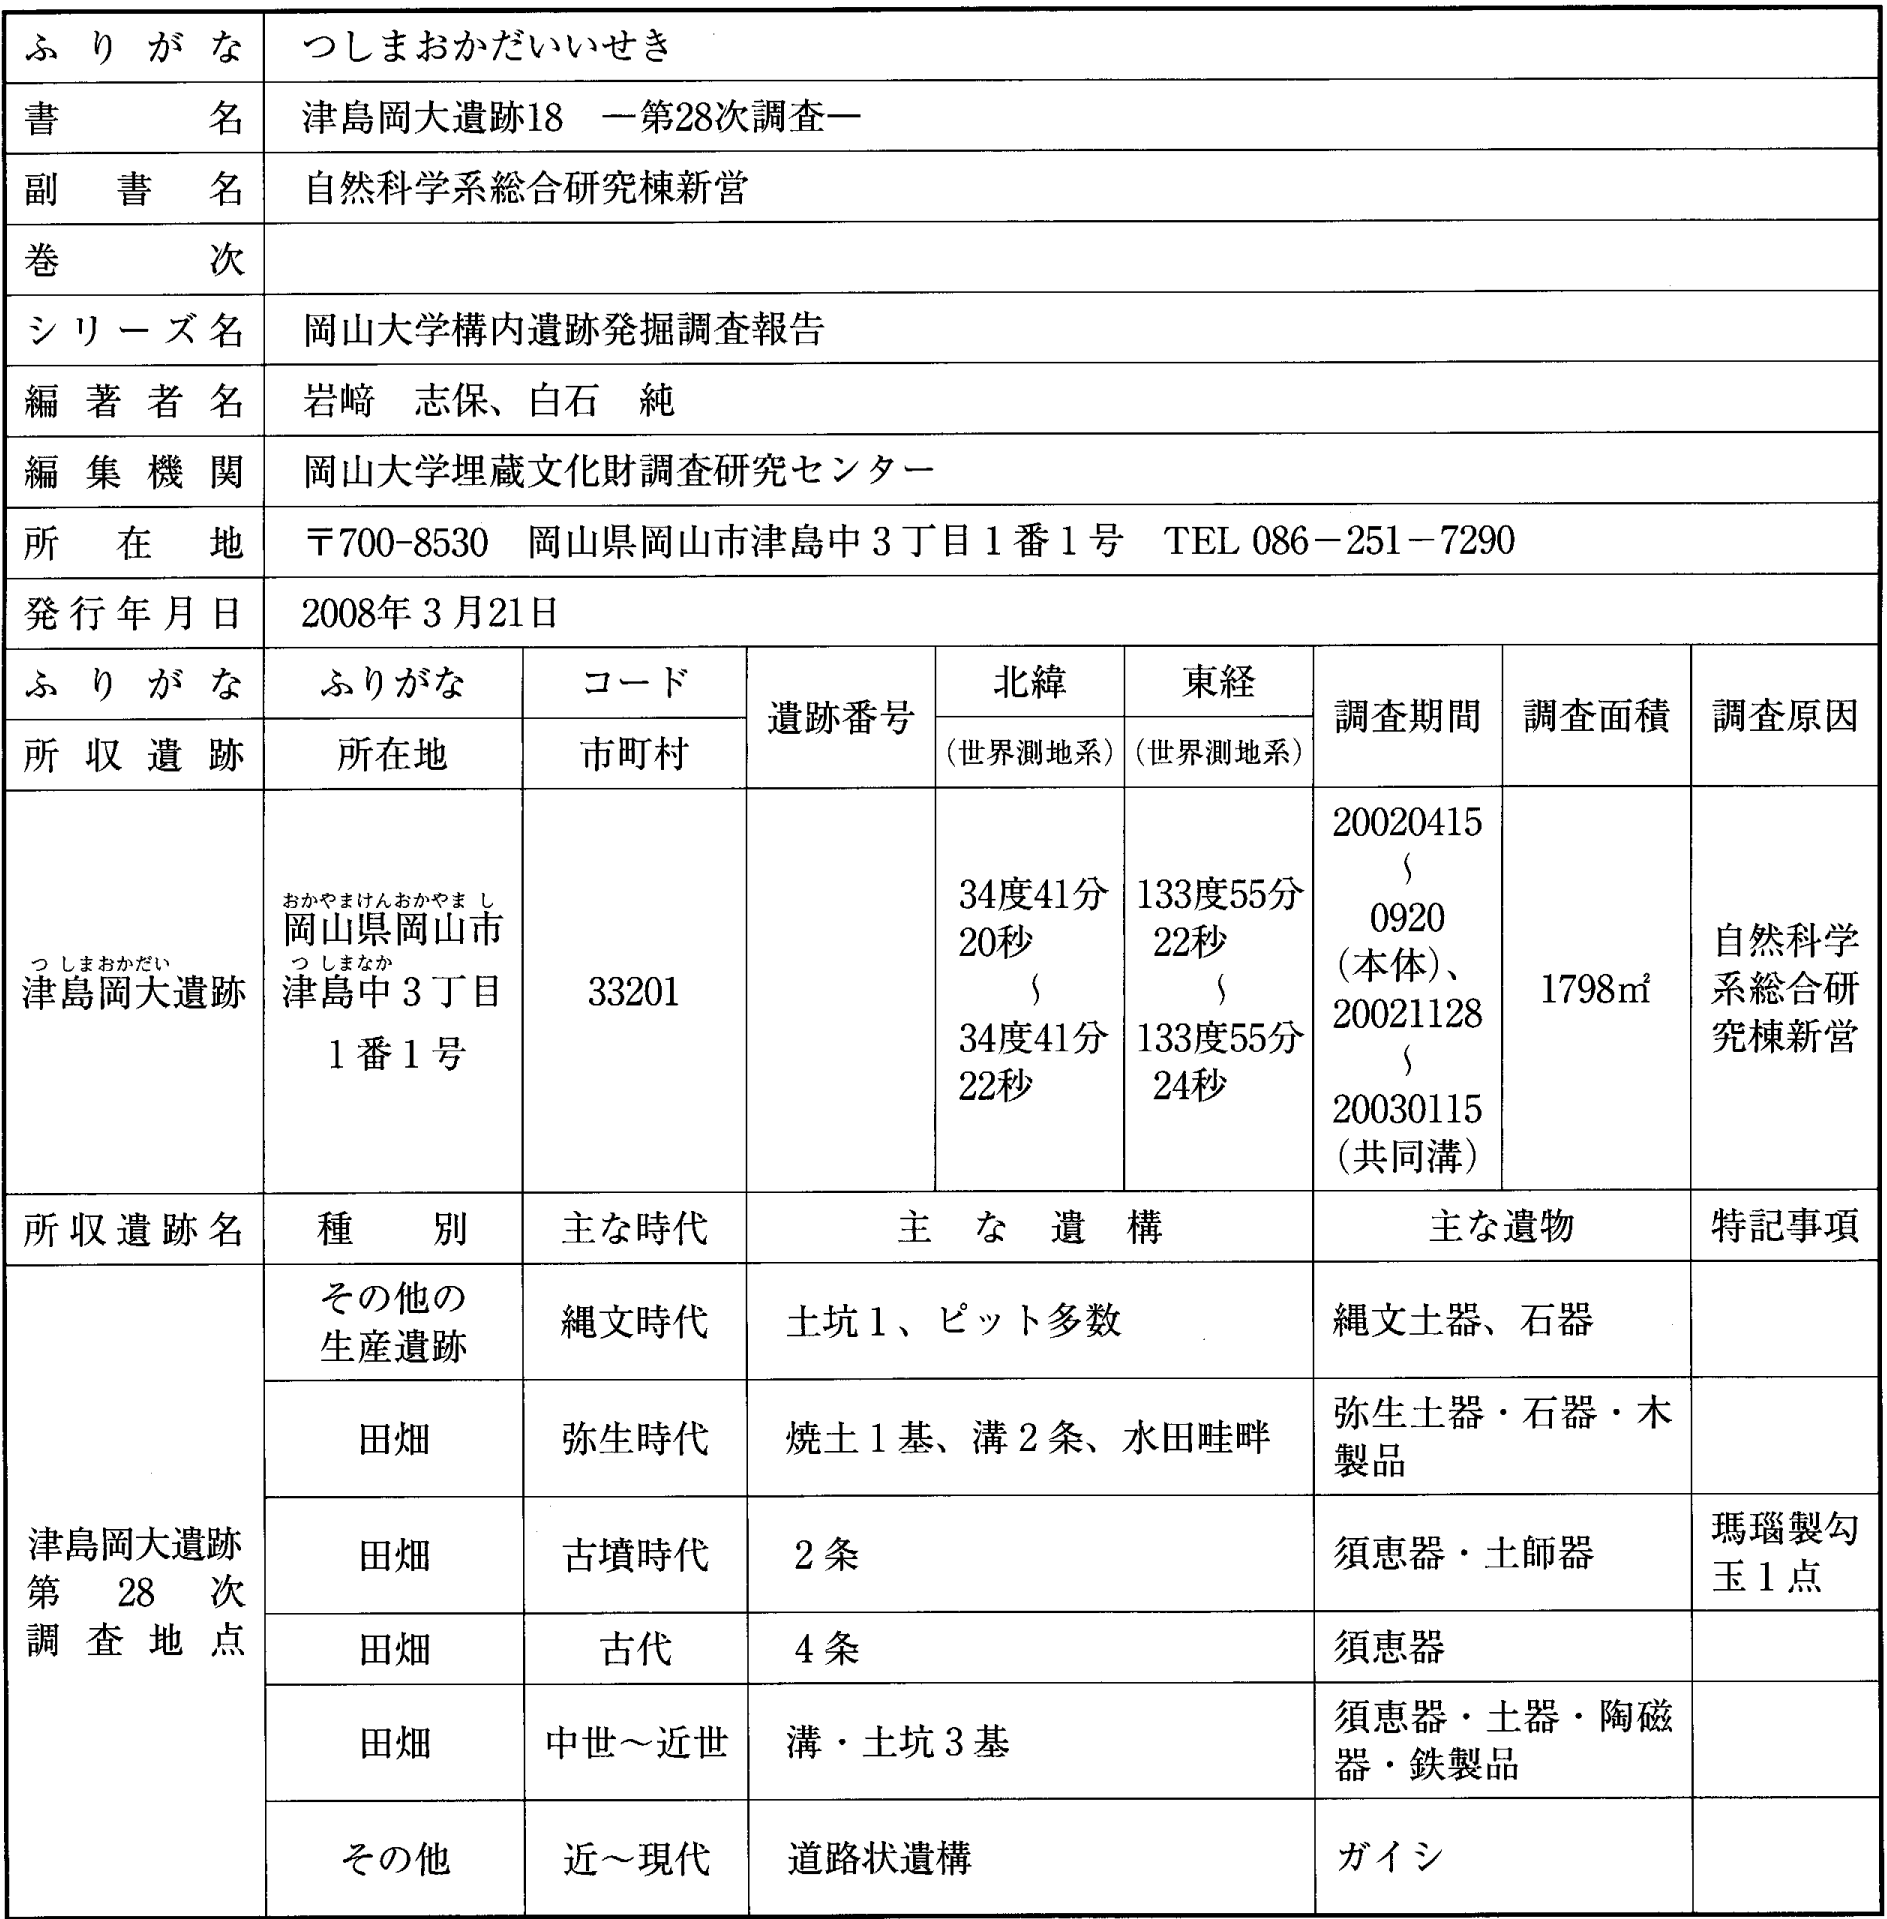 ふりがな　つしまおかだいいせき
書名　津島岡大遺跡18　―第28次調査―
副書名　自然科学系総合研究棟新営
巻次
シリーズ名　岡山大学構内遺跡発掘調査報告
編著者名　岩﨑　志保、白石　純
編集機関　岡山大学埋蔵文化財調査研究センター
所在地　〒700-8530　岡山県岡山市津島中３丁目１番１号　TEL 086－251－7290
発行年月日　2008年３月21日
ふりがな
所収遺跡
ふりがな
所在地
コード
市町村
遺跡番号
北緯
(世界測地系)
東経
(世界測地系)
調査期間
調査面積
調査原因
つしまおかだい
津島岡大遺跡
おかやまけんおかやまし
岡山県岡山市
つしまなか
津島中３丁目
１番１号
33201
34度41分
20秒
〜
34度41分
22秒
133度55分
22秒
〜
133度55分
24秒
20020415
〜
0920
(本体)、
20021128
〜
20030115
(共同溝)
1798㎡
自然科学
系総合研
究棟新営
所収遺跡名　種別　主な時代　主な遺構　主な遺物　特記事項
津島岡大遺跡
第28次
調査地点
その他の
生産遺跡
縄文時代
土坑１、ピット多数
縄文土器、石器
田畑
弥生時代
焼土１基、溝２条、水田畦畔
弥生土器・石器・木
製品
田畑
古墳時代
２条
須恵器・土師器
瑪瑙製勾
玉１点
田畑
古代
４条
須恵器
田畑
中世〜近世
溝・土坑３基
須恵器・土器・陶磁
器・鉄製品
その他
近〜現代
道路状遺構
ガイシ